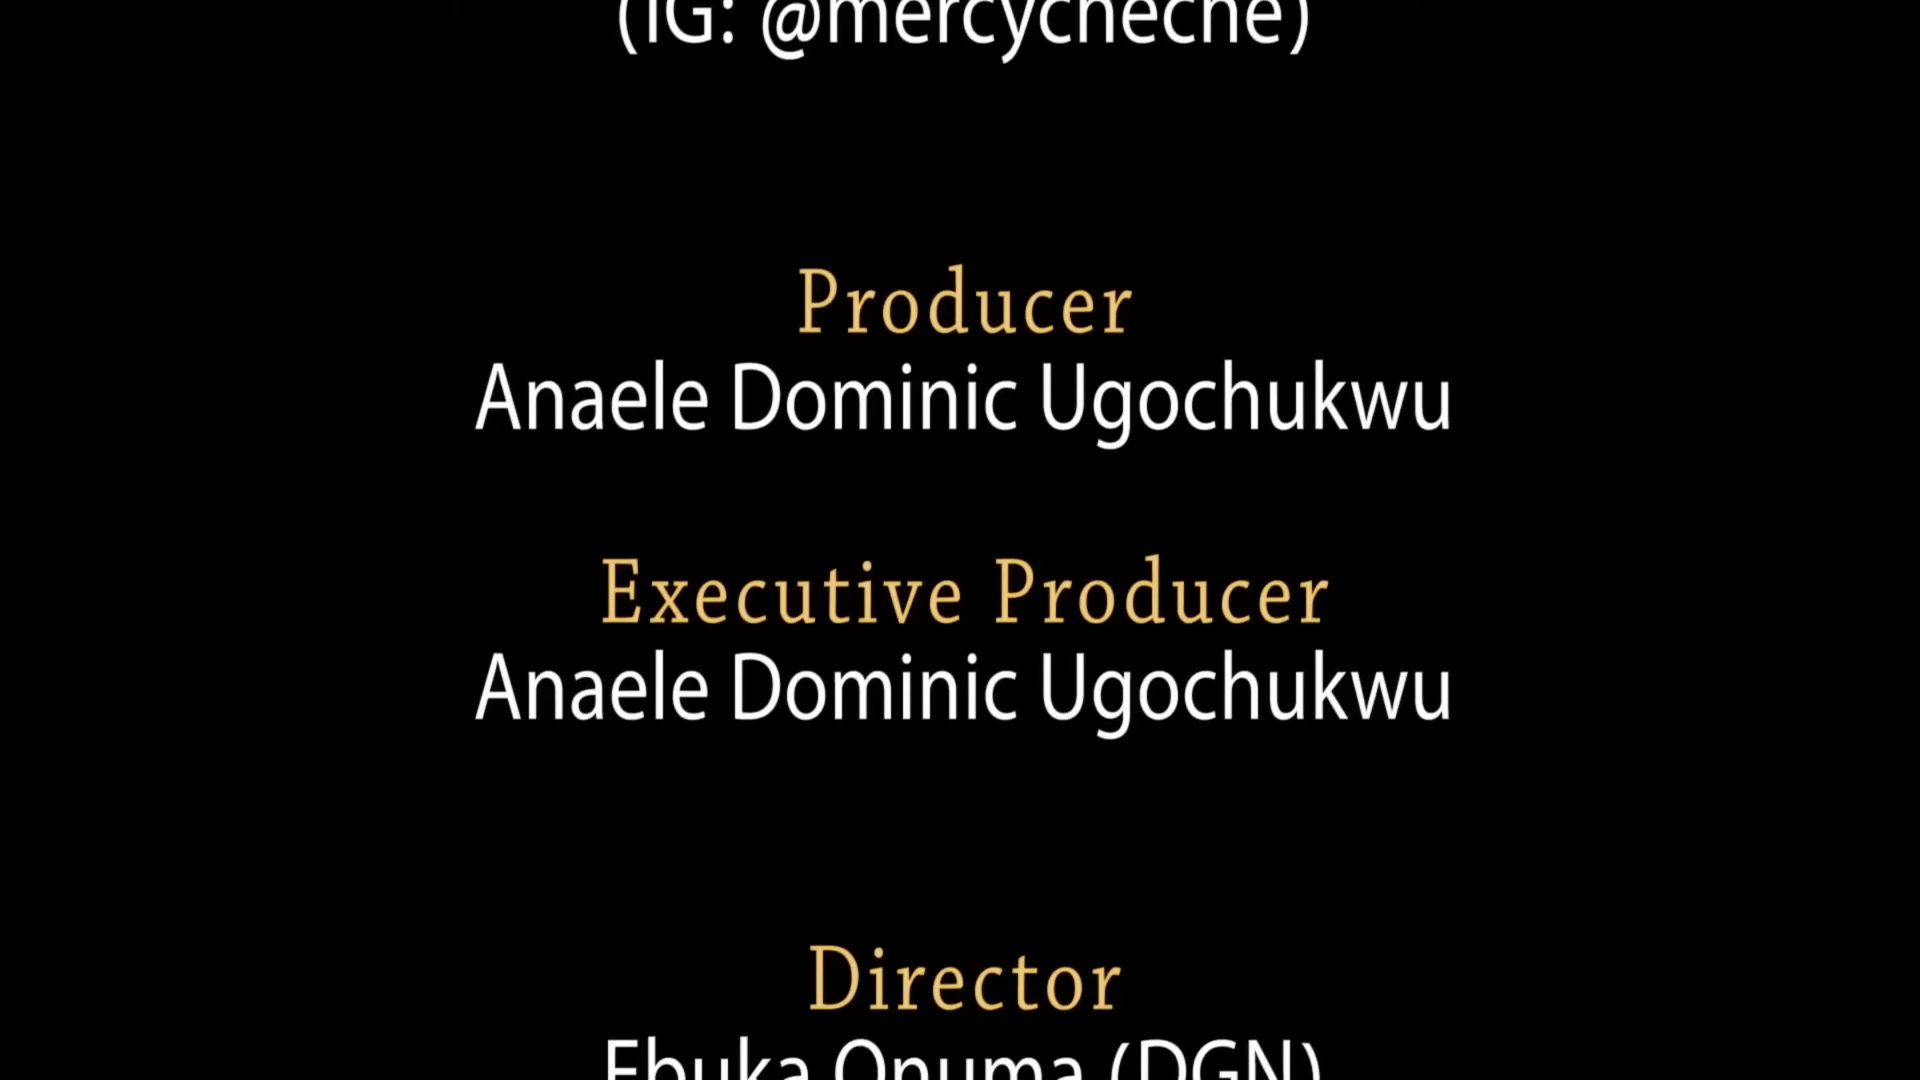 (IG: @mercycheche)
Producer
Anaele Dominic Ugochukwu
Executive Producer
Anaele Dominic Ugochukwu
Director
Ebuka Onuma (DGN)